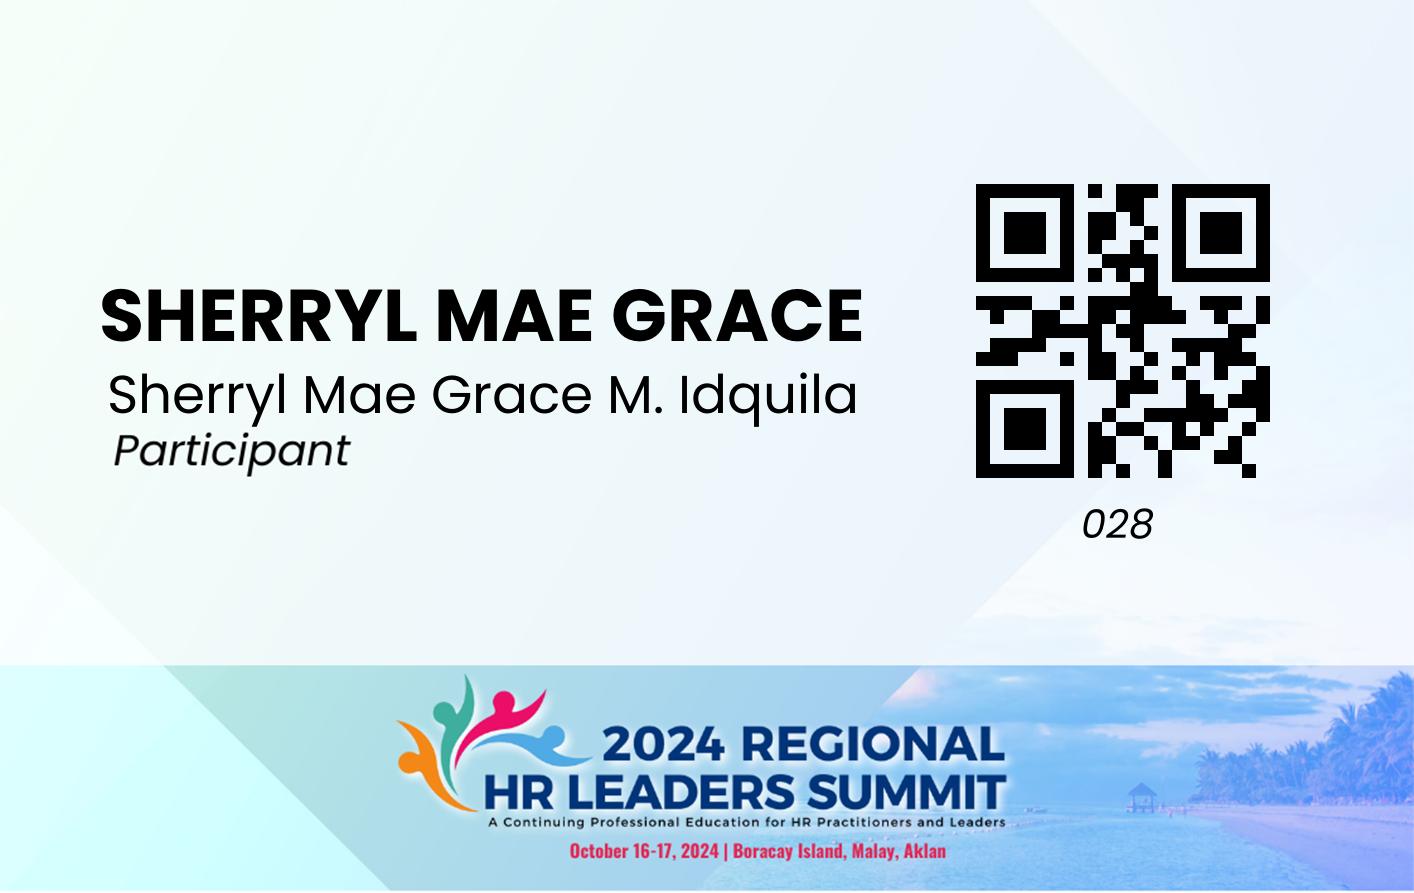 SHERRYL MAE GRACE
Sherryl Mae Grace M. Idquila
Participant
028
2024 REGIONAL
HR LEADERS SUMMIT
A Continuing Professional Education for HR Practitioners and Leaders
October 16-17, 2024 | Boracay Island, Malay, Aklan